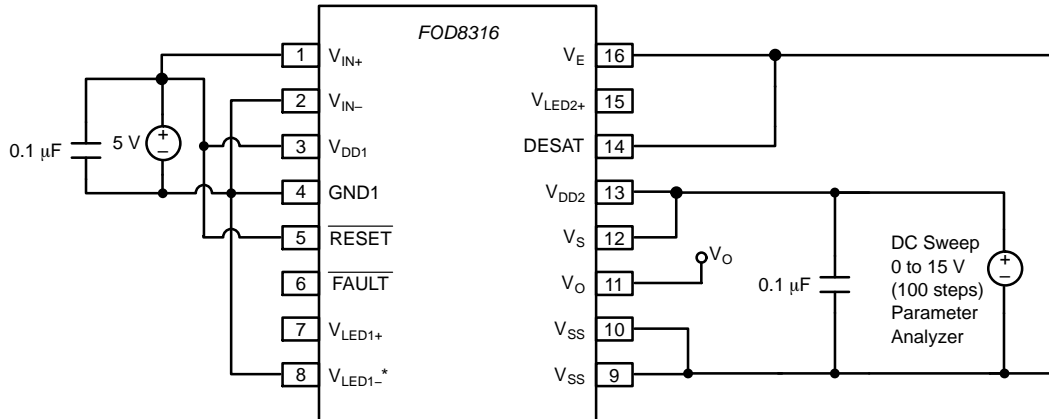 FOD8316
1 V_IN+
2 V_IN–
3 V_DD1
4 GND1
5 RESET
6 FAULT
7 V_LED1+
8 V_LED1–*
V_E 16
V_LED2+ 15
DESAT 14
V_DD2 13
V_S 12
V_O 11
V_SS 10
V_SS 9
0.1 μF
5 V
+
–
V_O
0.1 μF
DC Sweep
0 to 15 V
(100 steps)
Parameter
Analyzer
+
–